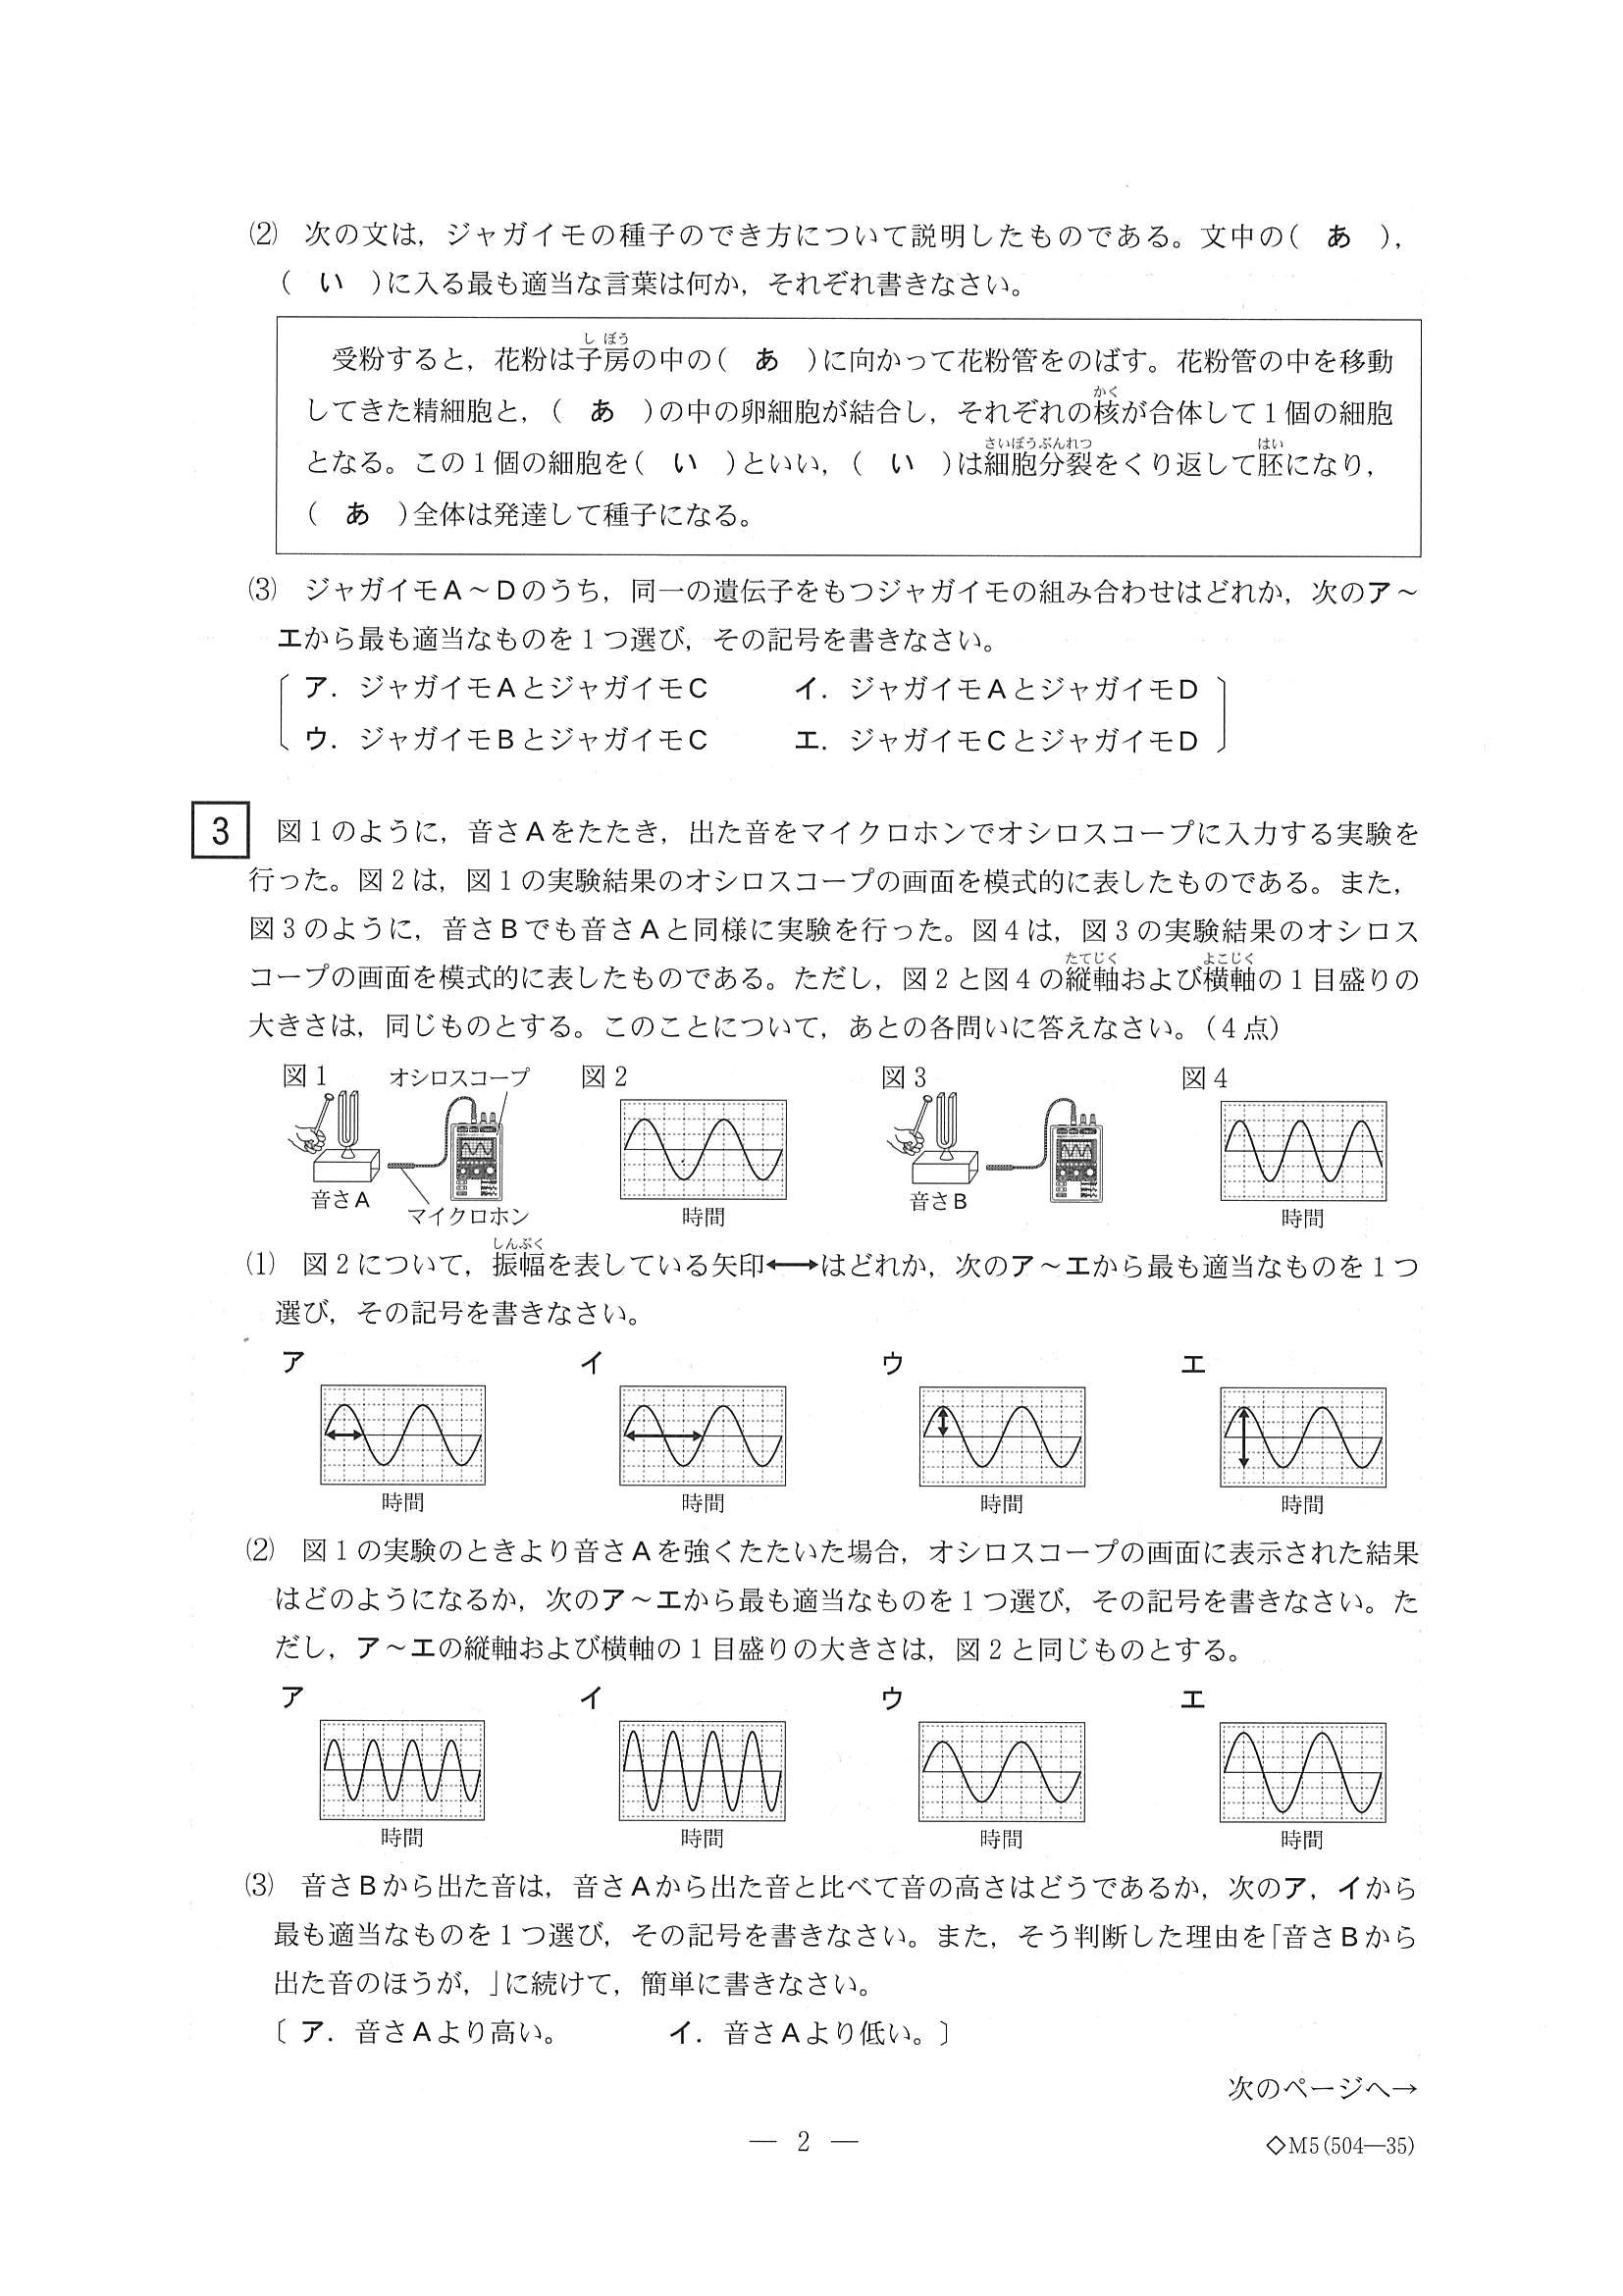 (2) 次の文は，ジャガイモの種子のでき方について説明したものである。文中の( あ )，
( い )に入る最も適当な言葉は何か，それぞれ書きなさい。
受粉すると，花粉は子房の中の( あ )に向かって花粉管をのばす。花粉管の中を移動
してきた精細胞と，( あ )の中の卵細胞が結合し，それぞれの核が合体して1個の細胞
となる。この1個の細胞を( い )といい，( い )は細胞分裂をくり返して胚になり，
( あ )全体は発達して種子になる。
(3) ジャガイモA～Dのうち，同一の遺伝子をもつジャガイモの組み合わせはどれか，次のア～
エから最も適当なものを1つ選び，その記号を書きなさい。
ア．ジャガイモAとジャガイモC イ．ジャガイモAとジャガイモD
ウ．ジャガイモBとジャガイモC エ．ジャガイモCとジャガイモD
3 図1のように，音さAをたたき，出た音をマイクロホンでオシロスコープに入力する実験を
行った。図2は，図1の実験結果のオシロスコープの画面を模式的に表したものである。また，
図3のように，音さBでも音さAと同様に実験を行った。図4は，図3の実験結果のオシロス
コープの画面を模式的に表したものである。ただし，図2と図4の縦軸および横軸の1目盛りの
大きさは，同じものとする。このことについて，あとの各問いに答えなさい。（4点）
図1 オシロスコープ 図2 図3 図4
音さA マイクロホン 時間 音さB 時間
(1) 図2について，振幅を表している矢印⟷はどれか，次のア～エから最も適当なものを1つ
選び，その記号を書きなさい。
ア イ ウ エ
時間 時間 時間 時間
(2) 図1の実験のときより音さAを強くたたいた場合，オシロスコープの画面に表示された結果
はどのようになるか，次のア～エから最も適当なものを1つ選び，その記号を書きなさい。た
だし，ア～エの縦軸および横軸の1目盛りの大きさは，図2と同じものとする。
ア イ ウ エ
時間 時間 時間 時間
(3) 音さBから出た音は，音さAから出た音と比べて音の高さはどうであるか，次のア，イから
最も適当なものを1つ選び，その記号を書きなさい。また，そう判断した理由を「音さBから
出た音のほうが，」に続けて，簡単に書きなさい。
〔 ア．音さAより高い。 イ．音さAより低い。〕
次のページへ→
— 2 —
◇M5(504—35)